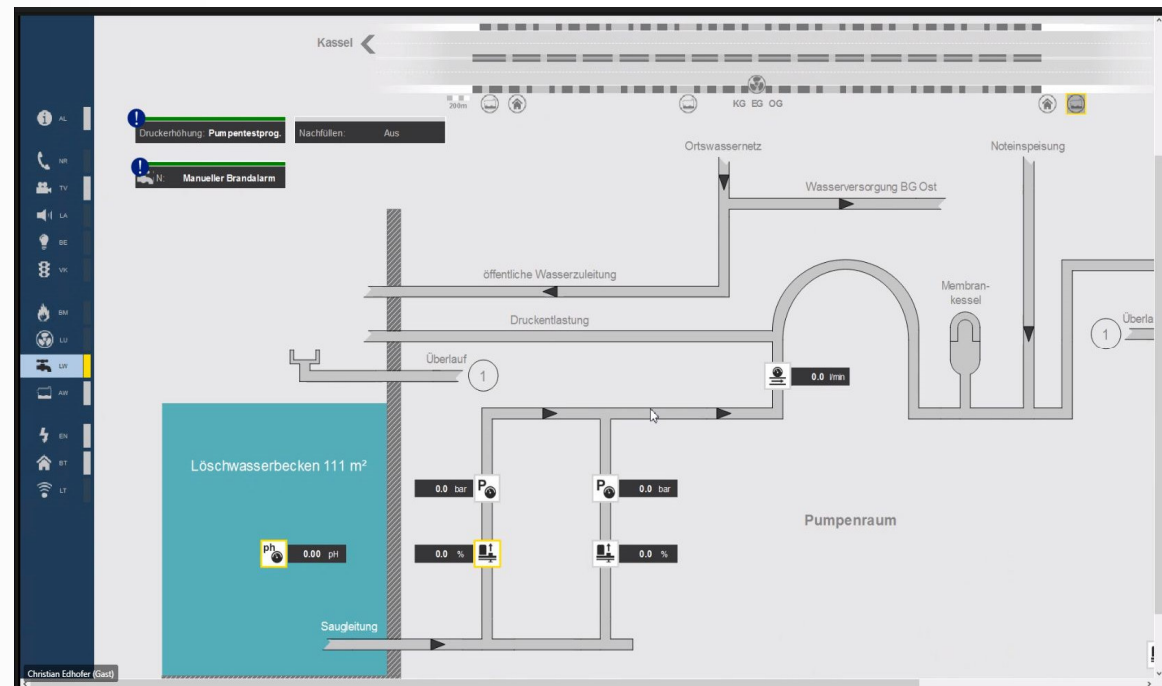 Kassel
200m
KG EG OG
AL
NR
TV
LA
BE
VK
BM
LU
LW
AW
EN
BT
LT
Druckerhöhung: Pumpentestprog.
Nachfüllen: Aus
N: Manueller Brandalarm
Ortswassernetz
Noteinspeisung
Wasserversorgung BG Ost
öffentliche Wasserzuleitung
Druckentlastung
Membran-
kessel
Überlauf
1
Überla
1
0.0 l/min
Löschwasserbecken 111 m²
0.0 bar
P
P
0.0 bar
Pumpenraum
ph
0.00 pH
0.0 %
0.0 %
Saugleitung
Christian Edhofer (Gast)